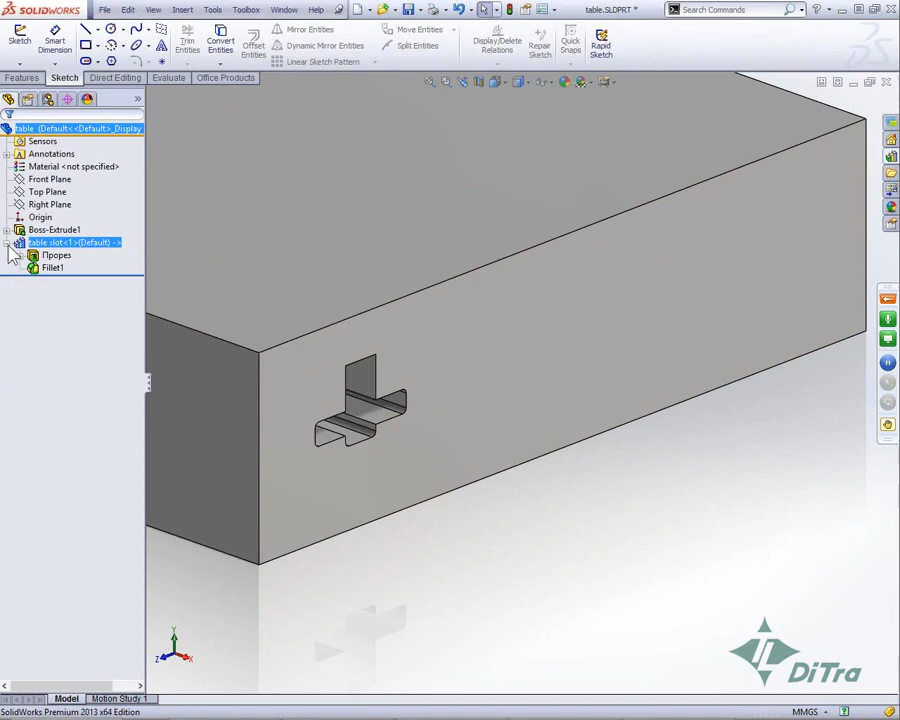 SOLIDWORKS File Edit View Insert Tools Toolbox Window Help table.SLDPRT * Search Commands
Sketch Smart Dimension Trim Entities Convert Entities Offset Entities Mirror Entities Dynamic Mirror Entities Linear Sketch Pattern Move Entities Split Entities Display/Delete Relations Repair Sketch Quick Snaps Rapid Sketch
Features Sketch Direct Editing Evaluate Office Products
table (Default<<Default>_Display
Sensors
Annotations
Material <not specified>
Front Plane
Top Plane
Right Plane
Origin
Boss-Extrude1
table slot<1>(Default) ->
Прорез
Fillet1
Y
Z X
DiTra
Model Motion Study 1
SolidWorks Premium 2013 x64 Edition MMGS